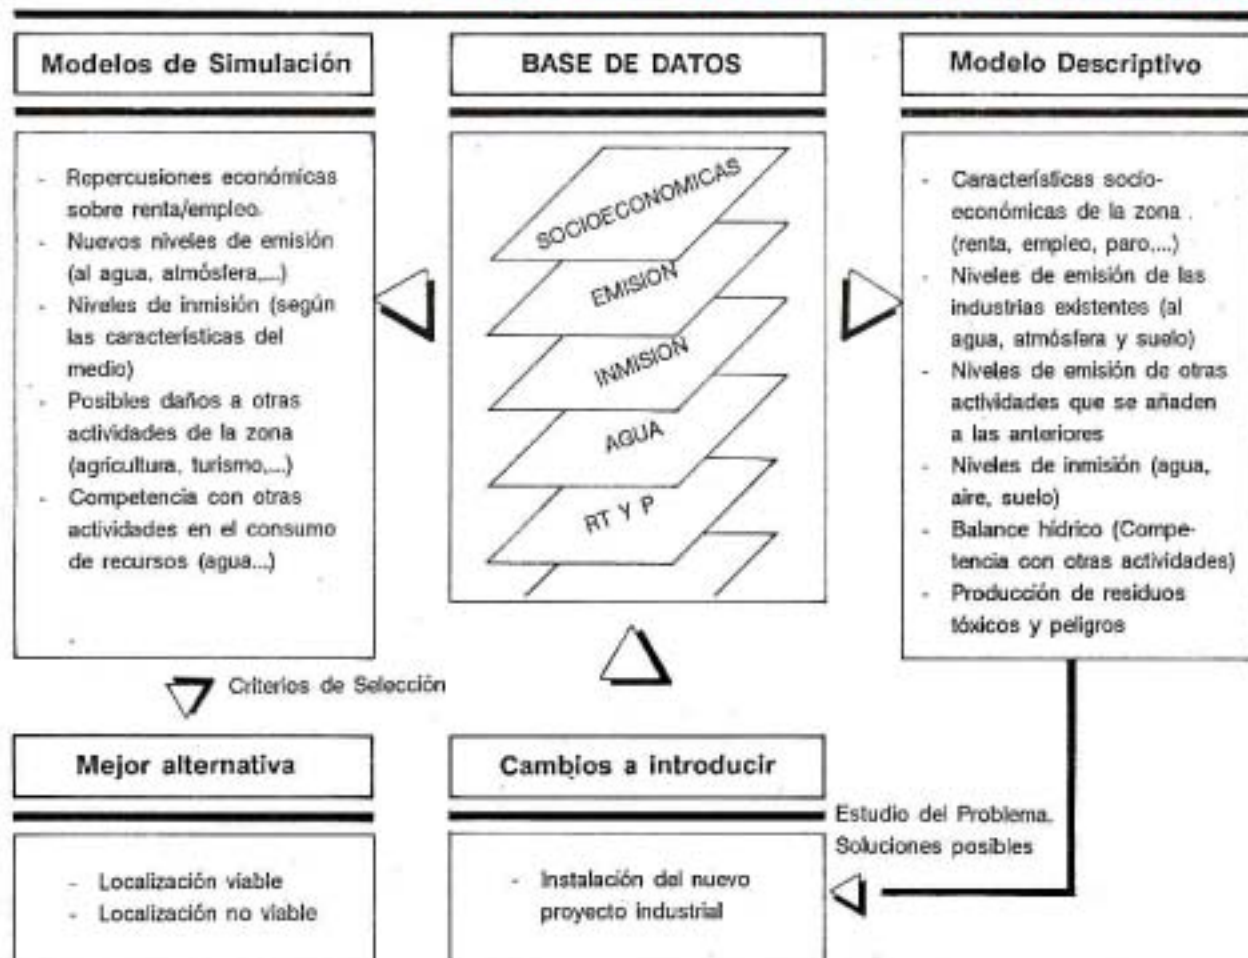 Modelos de Simulación
- Repercusiones económicas
sobre renta/empleo.
- Nuevos niveles de emisión
(al agua, atmósfera,...)
- Niveles de inmisión (según
las características del
medio)
- Posibles daños a otras
actividades de la zona
(agricultura, turismo,...)
- Competencia con otras
actividades en el consumo
de recursos (agua...)
BASE DE DATOS
SOCIOECONOMICAS
EMISION
INMISION
AGUA
RT Y P
Modelo Descriptivo
- Características socio-
económicas de la zona .
(renta, empleo, paro,...)
- Niveles de emisión de las
industrias existentes (al
agua, atmósfera y suelo)
- Niveles de emisión de otras
actividades que se añaden
a las anteriores
- Niveles de inmisión (agua,
aire, suelo)
- Balance hídrico (Compe-
tencia con otras actividades)
- Producción de residuos
tóxicos y peligros
Criterios de Selección
Mejor alternativa
- Localización viable
- Localización no viable
Cambios a introducir
- Instalación del nuevo
proyecto industrial
Estudio del Problema.
Soluciones posibles